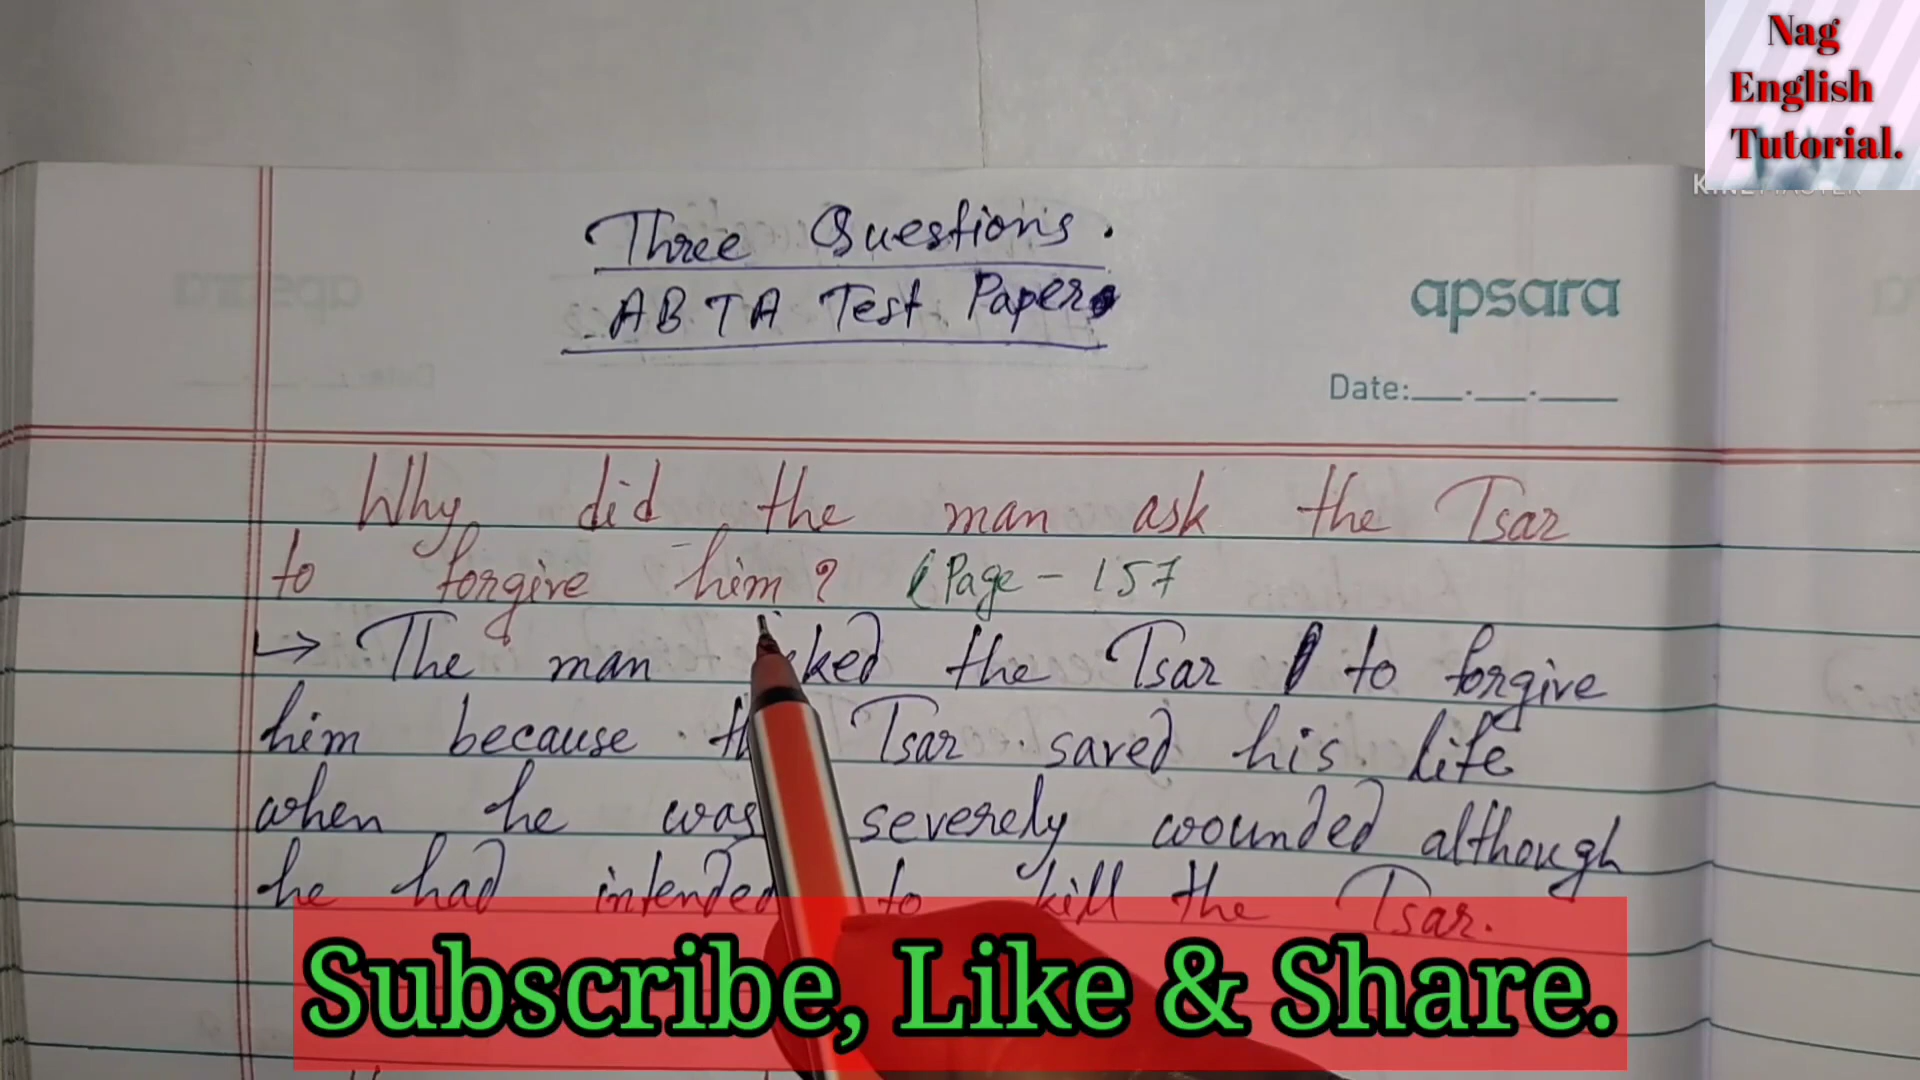 Nag
English
Tutorial.
Three Questions.
ABTA Test Paper
apsara
Date:
Why did the man ask the Tsar
to forgive him? (Page - 157
→ The man asked the Tsar to forgive
him because the Tsar saved his life
when he was severely wounded although
he had intended to kill the Tsar.
Subscribe, Like & Share.